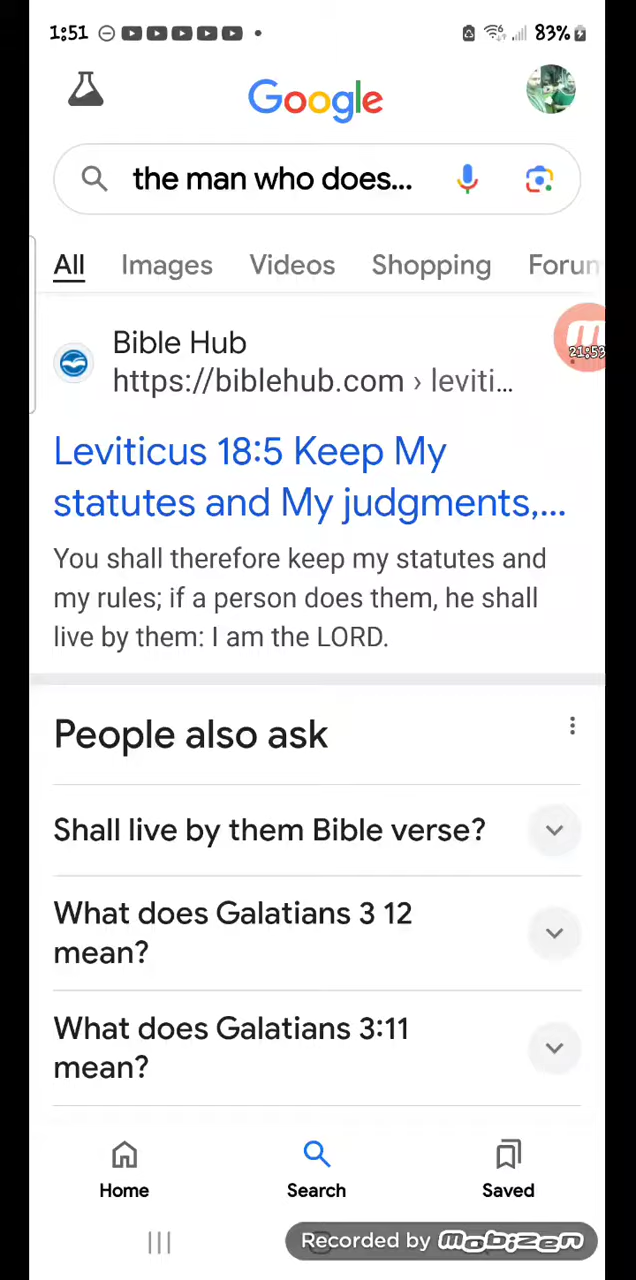 1:51
83%
Google
the man who does...
All Images Videos Shopping Forum
21:53
Bible Hub
https://biblehub.com › leviti...
Leviticus 18:5 Keep My
statutes and My judgments,...
You shall therefore keep my statutes and
my rules; if a person does them, he shall
live by them: I am the LORD.
People also ask
Shall live by them Bible verse?
What does Galatians 3 12
mean?
What does Galatians 3:11
mean?
Home Search Saved
Recorded by mobizen